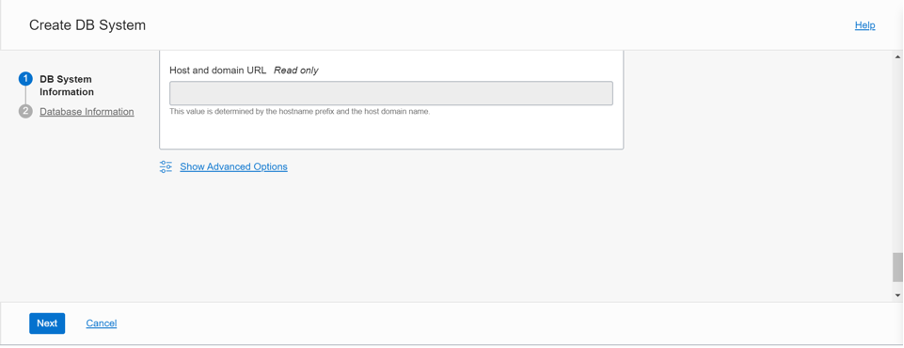 Create DB System
Help
1 DB System
Information
2 Database Information
Host and domain URL Read only
This value is determined by the hostname prefix and the host domain name.
Show Advanced Options
Next
Cancel